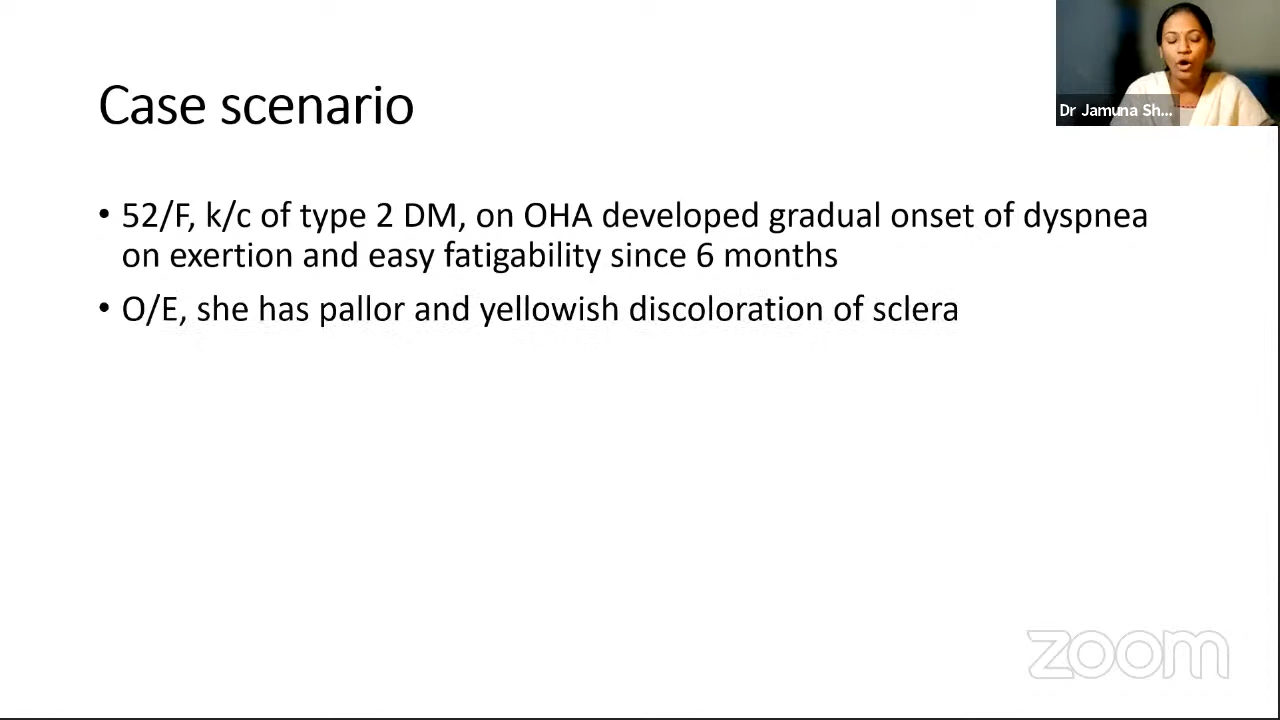 Case scenario
Dr Jamuna Sh...
• 52/F, k/c of type 2 DM, on OHA developed gradual onset of dyspnea
on exertion and easy fatigability since 6 months
• O/E, she has pallor and yellowish discoloration of sclera
zoom